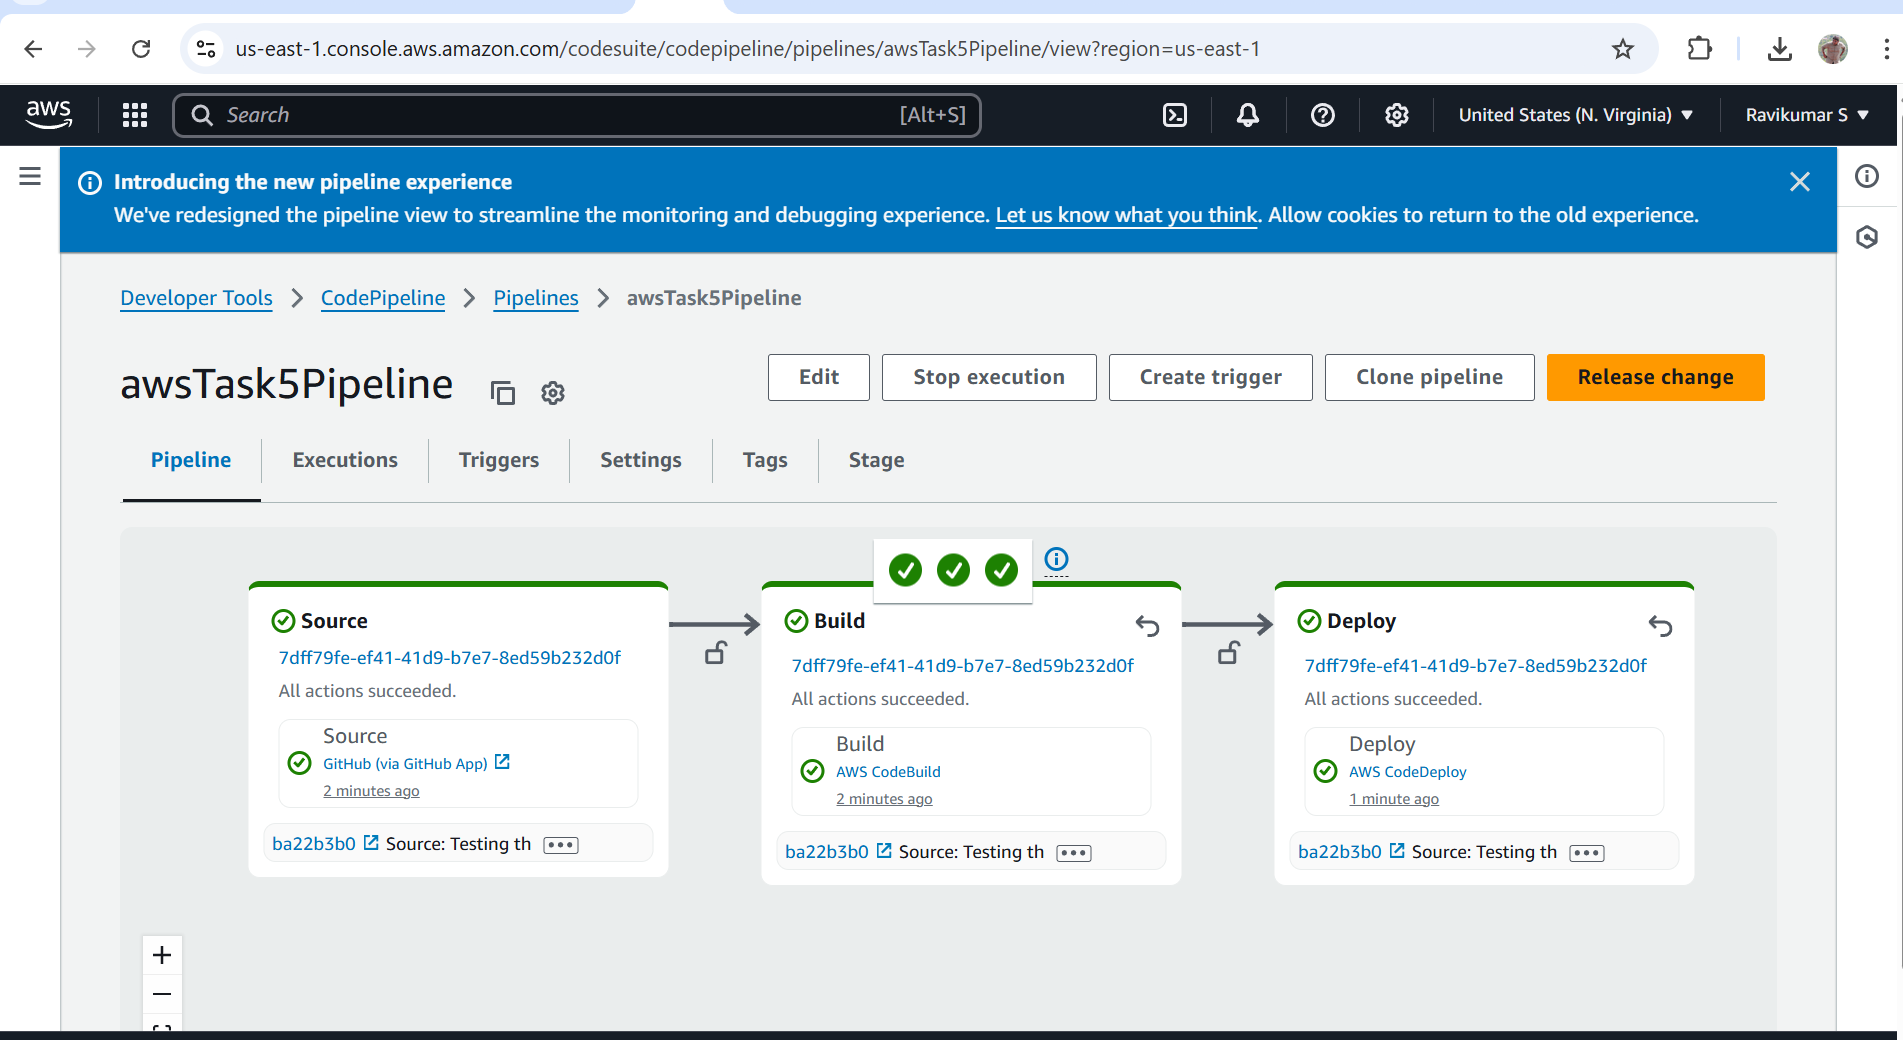 us-east-1.console.aws.amazon.com/codesuite/codepipeline/pipelines/awsTask5Pipeline/view?region=us-east-1
aws Search [Alt+S] United States (N. Virginia) Ravikumar S
Introducing the new pipeline experience
We've redesigned the pipeline view to streamline the monitoring and debugging experience. Let us know what you think. Allow cookies to return to the old experience.
Developer Tools CodePipeline Pipelines awsTask5Pipeline
awsTask5Pipeline
Edit Stop execution Create trigger Clone pipeline Release change
Pipeline Executions Triggers Settings Tags Stage
Source
7dff79fe-ef41-41d9-b7e7-8ed59b232d0f
All actions succeeded.
Source
GitHub (via GitHub App)
2 minutes ago
ba22b3b0 Source: Testing th
Build
7dff79fe-ef41-41d9-b7e7-8ed59b232d0f
All actions succeeded.
Build
AWS CodeBuild
2 minutes ago
ba22b3b0 Source: Testing th
Deploy
7dff79fe-ef41-41d9-b7e7-8ed59b232d0f
All actions succeeded.
Deploy
AWS CodeDeploy
1 minute ago
ba22b3b0 Source: Testing th